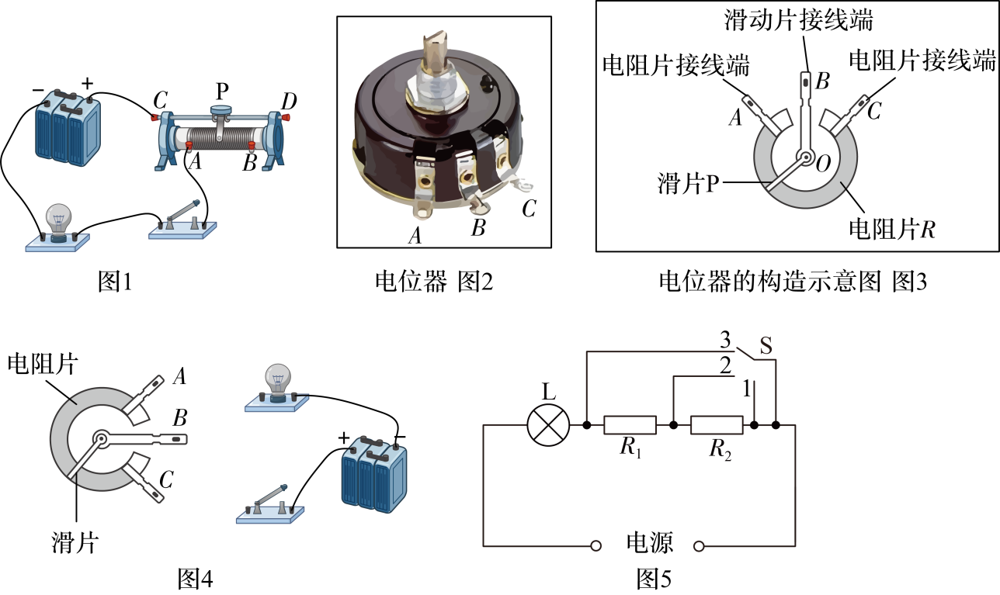 − + C P D
A B
图1
A B C
电位器 图2
滑动片接线端
电阻片接线端 电阻片接线端
A B C
O
滑片P
电阻片R
电位器的构造示意图 图3
电阻片
A
B
C
滑片
+ −
图4
3 S
2
1
L
R₁ R₂
电源
图5